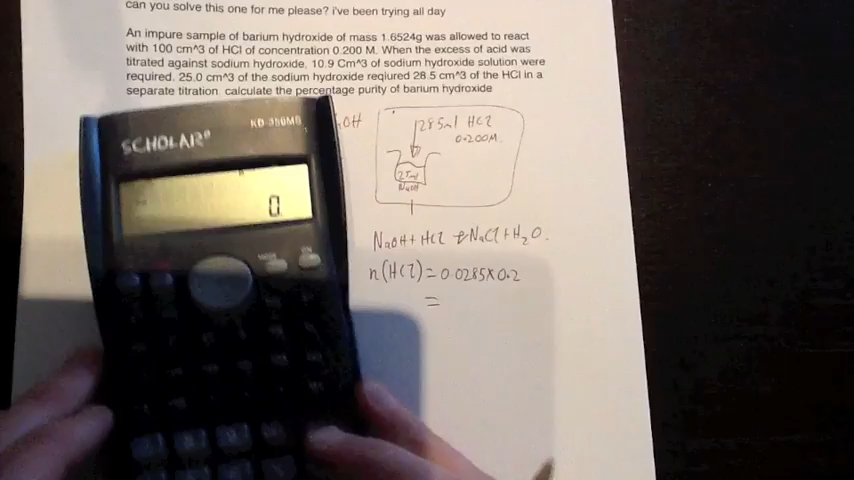 can you solve this one for me please? i've been trying all day
An impure sample of barium hydroxide of mass 1.6524g was allowed to react
with 100 cm^3 of HCl of concentration 0.200 M. When the excess of acid was
titrated against sodium hydroxide, 10.9 Cm^3 of sodium hydroxide solution were
required. 25.0 cm^3 of the sodium hydroxide reqiured 28.5 cm^3 of the HCl in a
separate titration. calculate the percentage purity of barium hydroxide
SCHOLAR
KD-350MS
0.
OH
28.5ml HCl
0.200M
25ml
NaOH
NaOH + HCl → NaCl + H2O.
n(HCl) = 0.0285 × 0.2
=